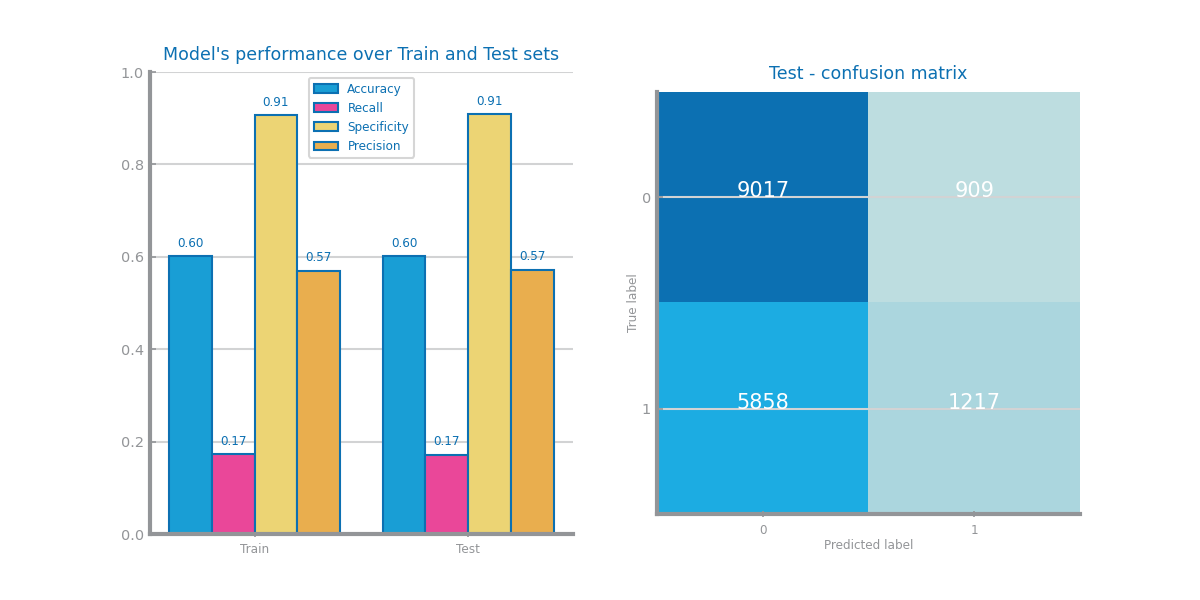 Model's performance over Train and Test sets
1.0
0.8
0.6
0.4
0.2
0.0
Accuracy
Recall
Specificity
Precision
0.60
0.17
0.91
0.57
0.60
0.17
0.91
0.57
Train
Test
Test - confusion matrix
True label
0
1
9017
909
5858
1217
0
1
Predicted label